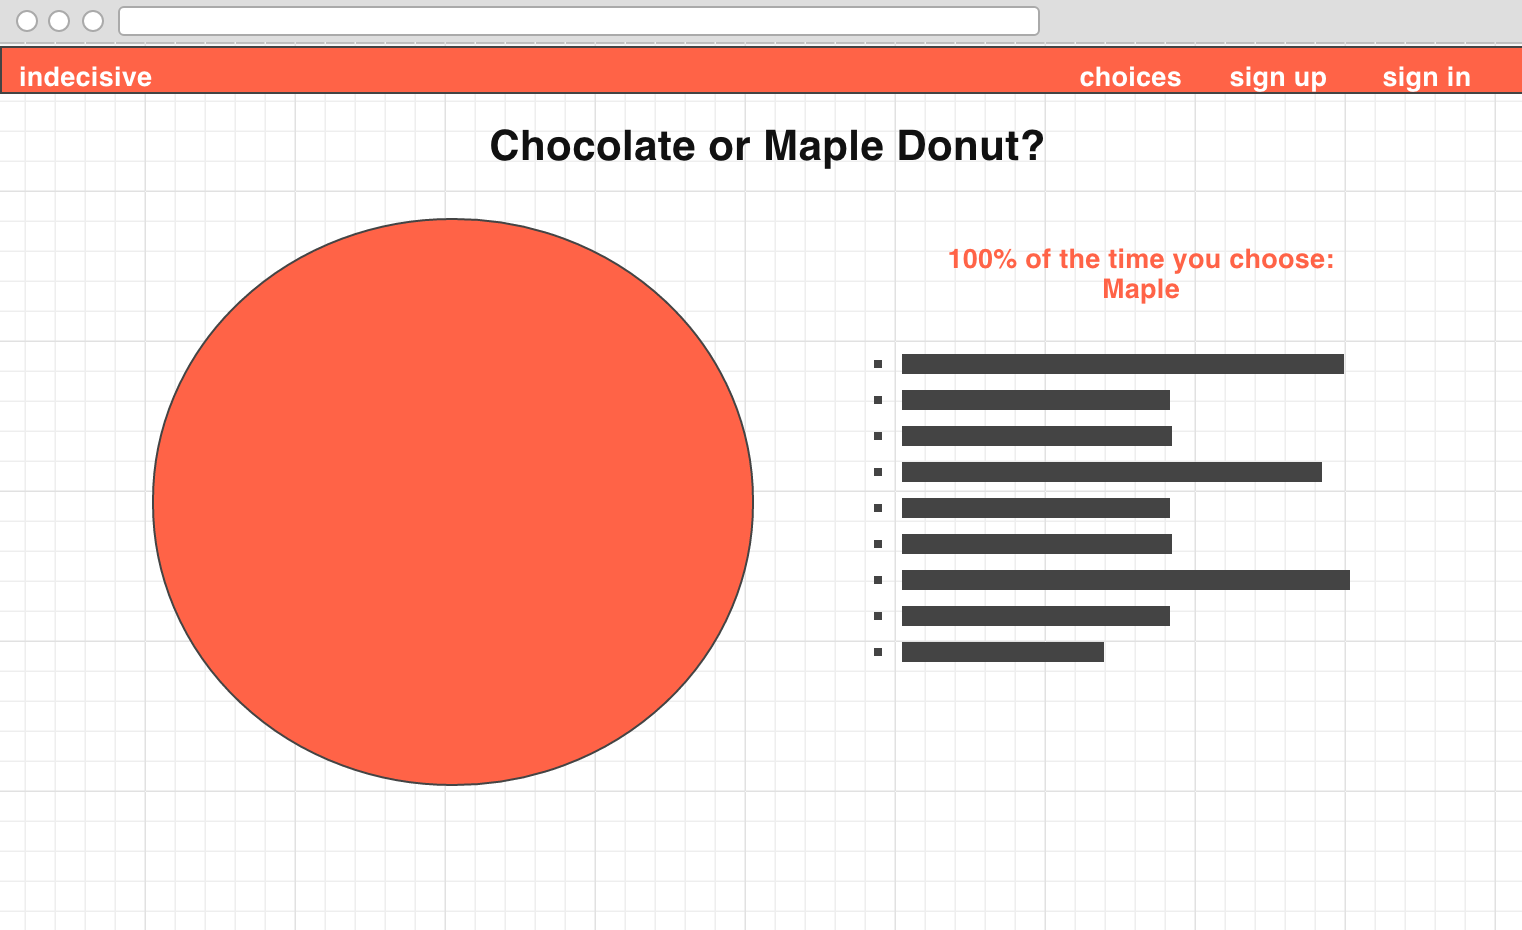 indecisive choices sign up sign in
Chocolate or Maple Donut?
100% of the time you choose:
Maple